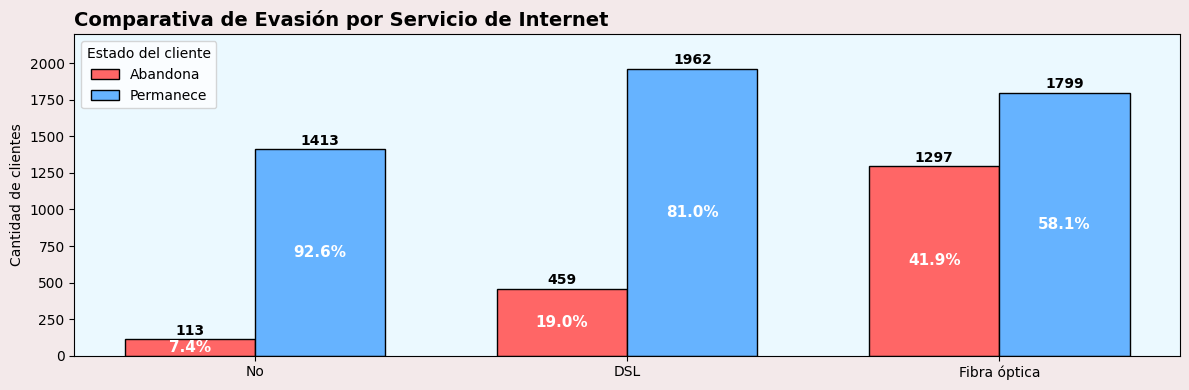 Comparativa de Evasión por Servicio de Internet
Estado del cliente
Abandona
Permanece
Cantidad de clientes
2000
1750
1500
1250
1000
750
500
250
0
113
7.4%
1413
92.6%
459
19.0%
1962
81.0%
1297
41.9%
1799
58.1%
No
DSL
Fibra óptica